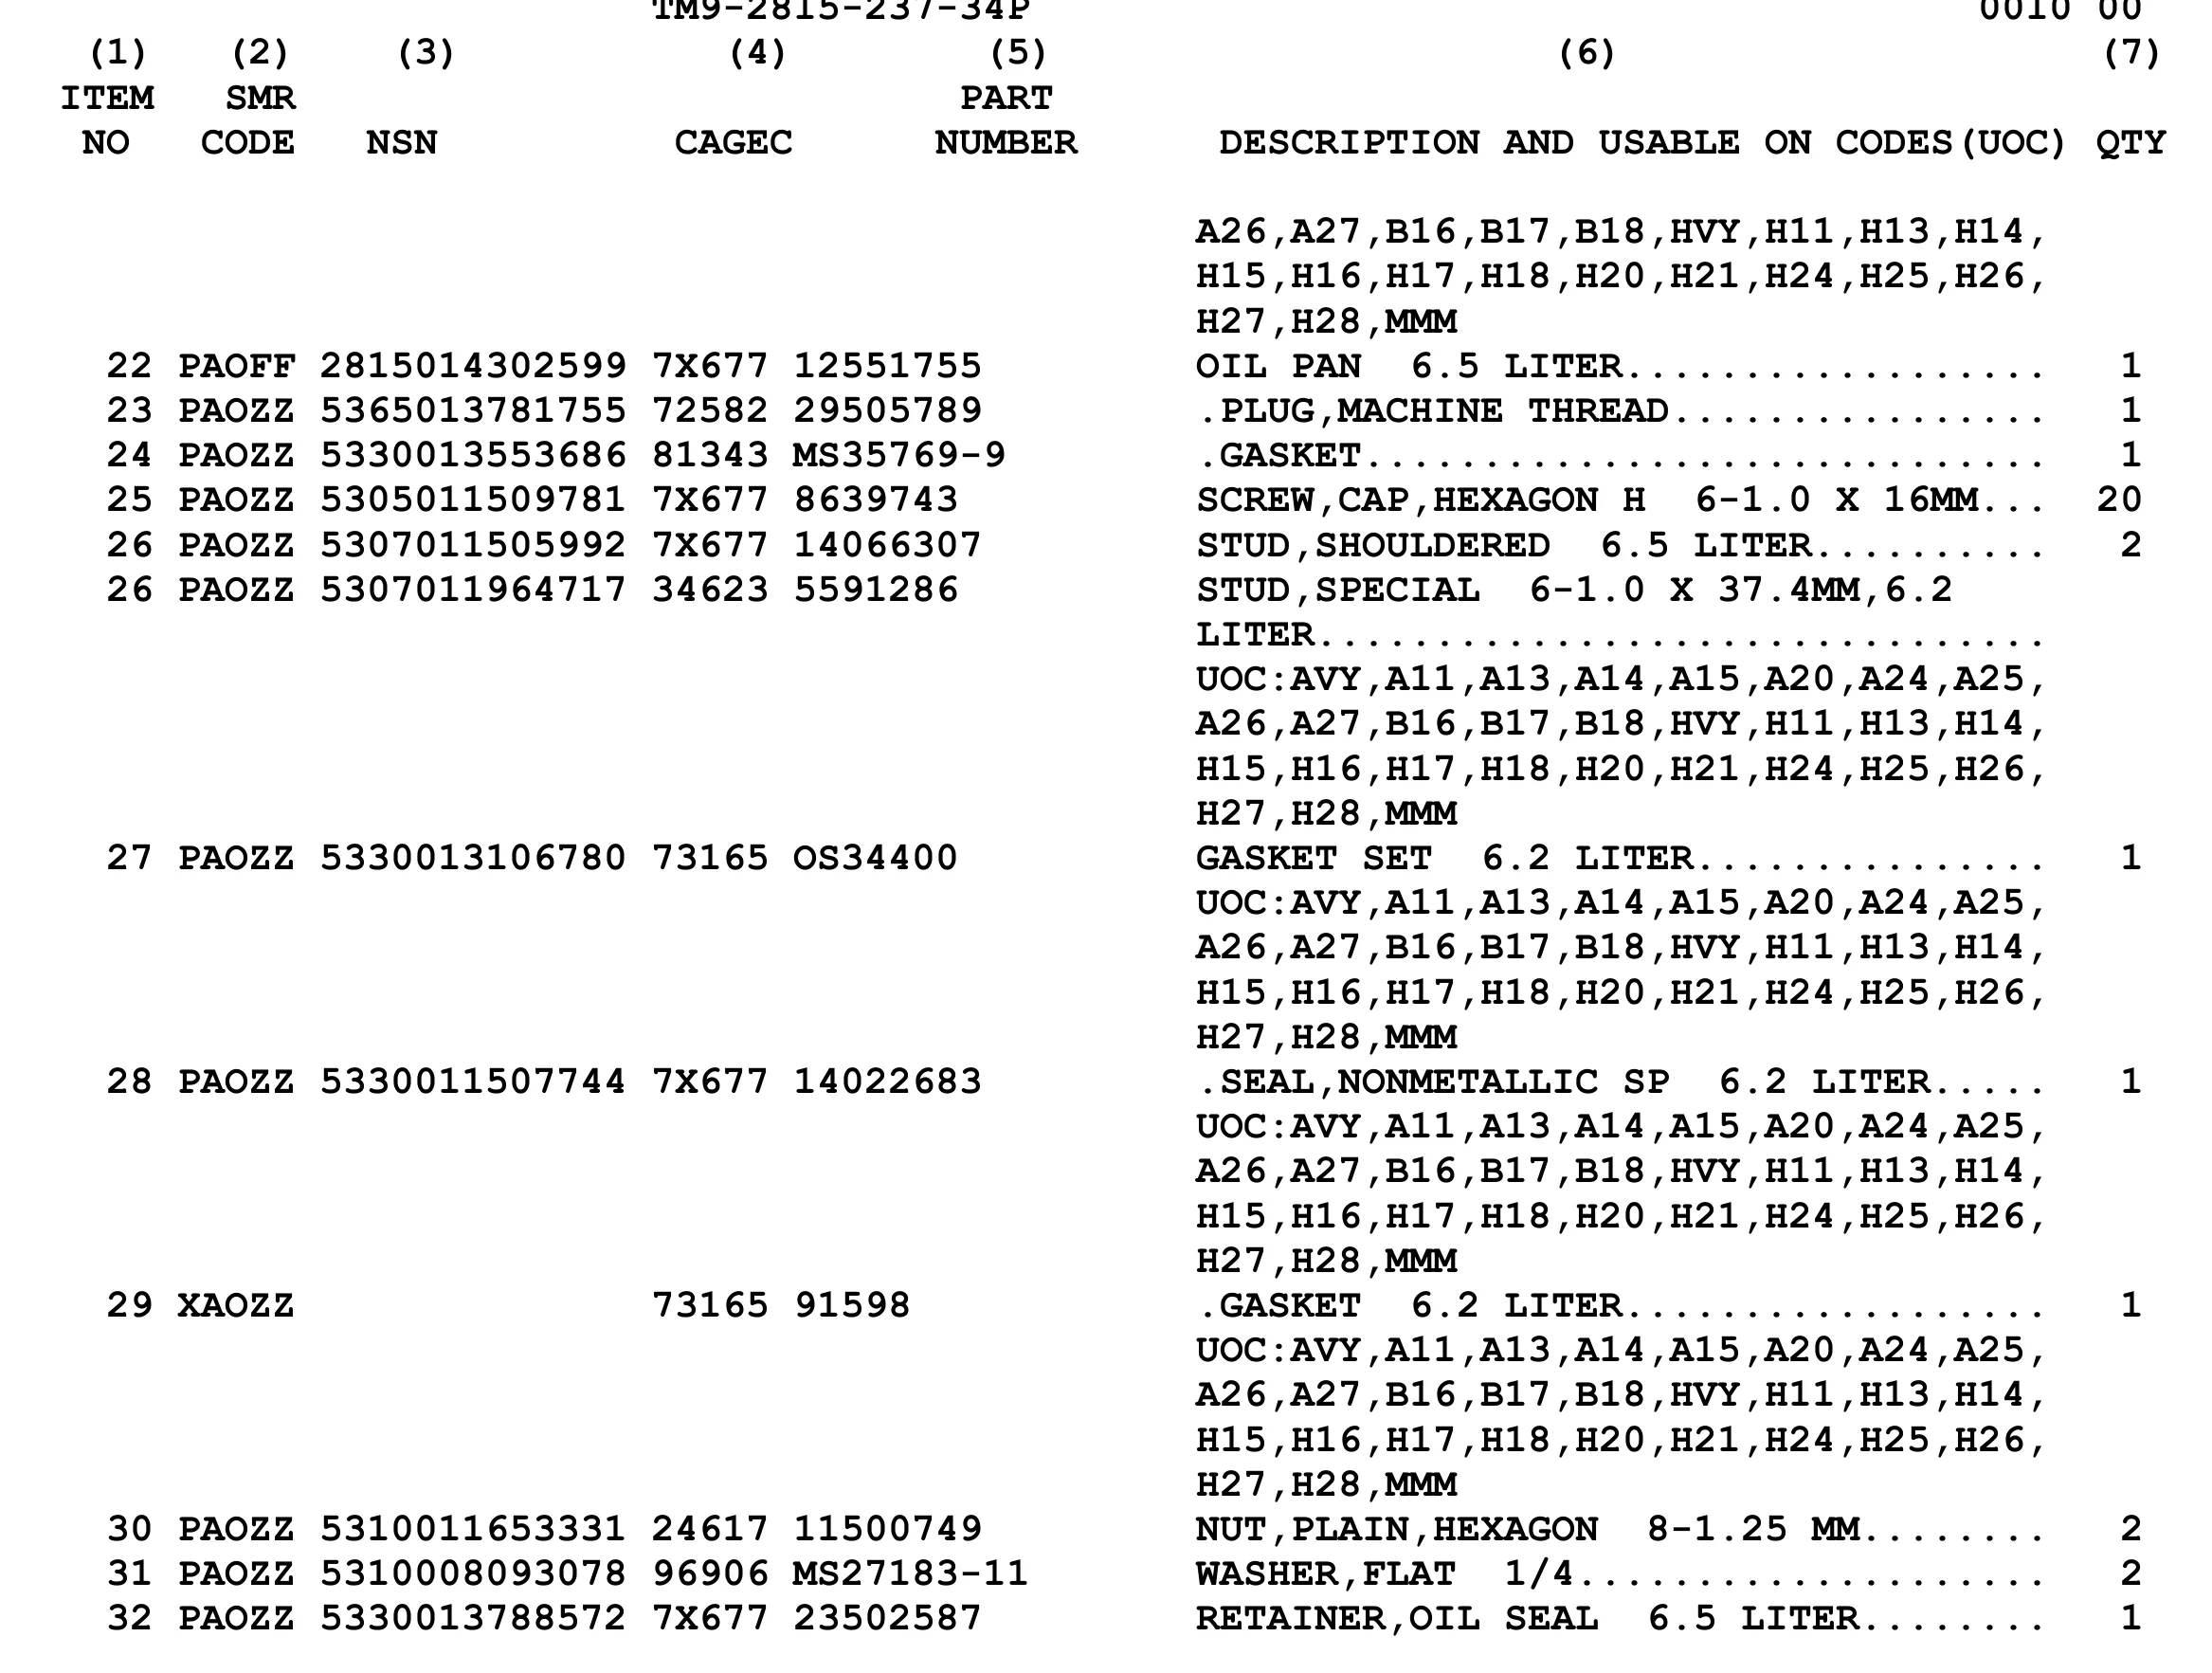 TM9-2815-237-34P 0010 00
(1) (2) (3) (4) (5) (6) (7)
ITEM SMR PART
NO CODE NSN CAGEC NUMBER DESCRIPTION AND USABLE ON CODES(UOC) QTY
A26,A27,B16,B17,B18,HVY,H11,H13,H14,
H15,H16,H17,H18,H20,H21,H24,H25,H26,
H27,H28,MMM
22 PAOFF 2815014302599 7X677 12551755 OIL PAN 6.5 LITER.................. 1
23 PAOZZ 5365013781755 72582 29505789 .PLUG,MACHINE THREAD................ 1
24 PAOZZ 5330013553686 81343 MS35769-9 .GASKET............................. 1
25 PAOZZ 5305011509781 7X677 8639743 SCREW,CAP,HEXAGON H 6-1.0 X 16MM... 20
26 PAOZZ 5307011505992 7X677 14066307 STUD,SHOULDERED 6.5 LITER.......... 2
26 PAOZZ 5307011964717 34623 5591286 STUD,SPECIAL 6-1.0 X 37.4MM,6.2
LITER...............................
UOC:AVY,A11,A13,A14,A15,A20,A24,A25,
A26,A27,B16,B17,B18,HVY,H11,H13,H14,
H15,H16,H17,H18,H20,H21,H24,H25,H26,
H27,H28,MMM
27 PAOZZ 5330013106780 73165 OS34400 GASKET SET 6.2 LITER............... 1
UOC:AVY,A11,A13,A14,A15,A20,A24,A25,
A26,A27,B16,B17,B18,HVY,H11,H13,H14,
H15,H16,H17,H18,H20,H21,H24,H25,H26,
H27,H28,MMM
28 PAOZZ 5330011507744 7X677 14022683 .SEAL,NONMETALLIC SP 6.2 LITER..... 1
UOC:AVY,A11,A13,A14,A15,A20,A24,A25,
A26,A27,B16,B17,B18,HVY,H11,H13,H14,
H15,H16,H17,H18,H20,H21,H24,H25,H26,
H27,H28,MMM
29 XAOZZ 73165 91598 .GASKET 6.2 LITER.................. 1
UOC:AVY,A11,A13,A14,A15,A20,A24,A25,
A26,A27,B16,B17,B18,HVY,H11,H13,H14,
H15,H16,H17,H18,H20,H21,H24,H25,H26,
H27,H28,MMM
30 PAOZZ 5310011653331 24617 11500749 NUT,PLAIN,HEXAGON 8-1.25 MM........ 2
31 PAOZZ 5310008093078 96906 MS27183-11 WASHER,FLAT 1/4.................... 2
32 PAOZZ 5330013788572 7X677 23502587 RETAINER,OIL SEAL 6.5 LITER........ 1